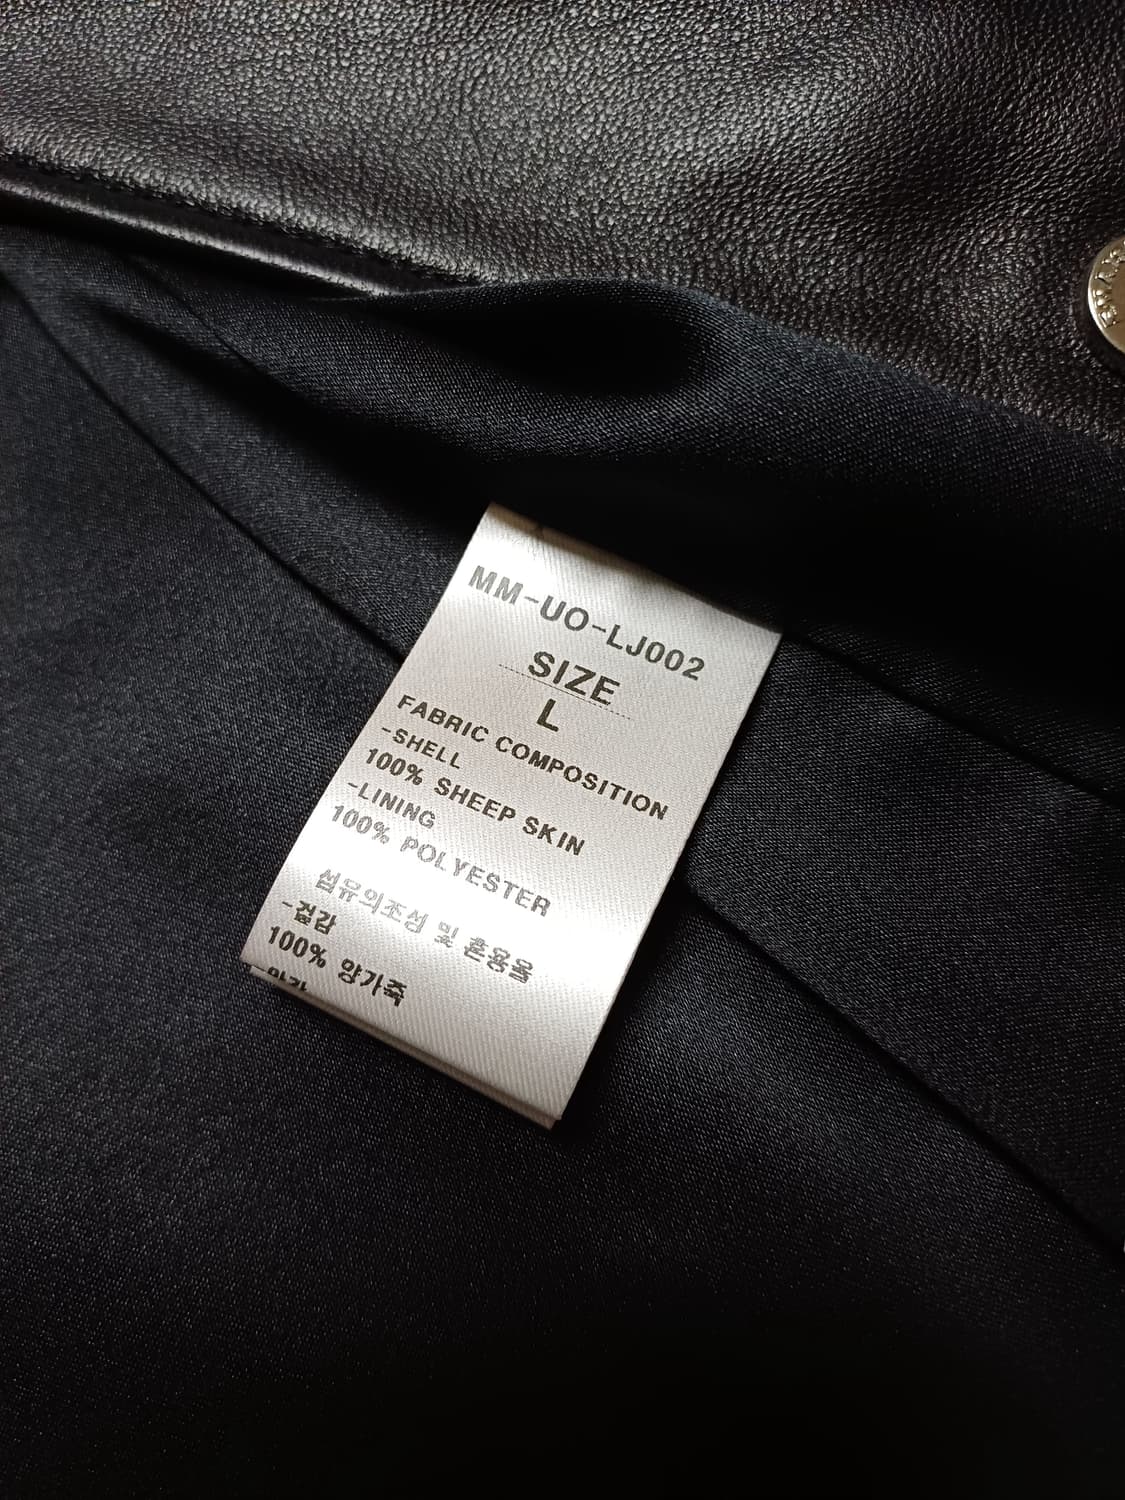 MM-UO-LJ002
SIZE
L
FABRIC COMPOSITION
-SHELL
100% SHEEP SKIN
-LINING
100% POLYESTER
섬유의조성 및 혼용율
-겉감
100% 양가죽